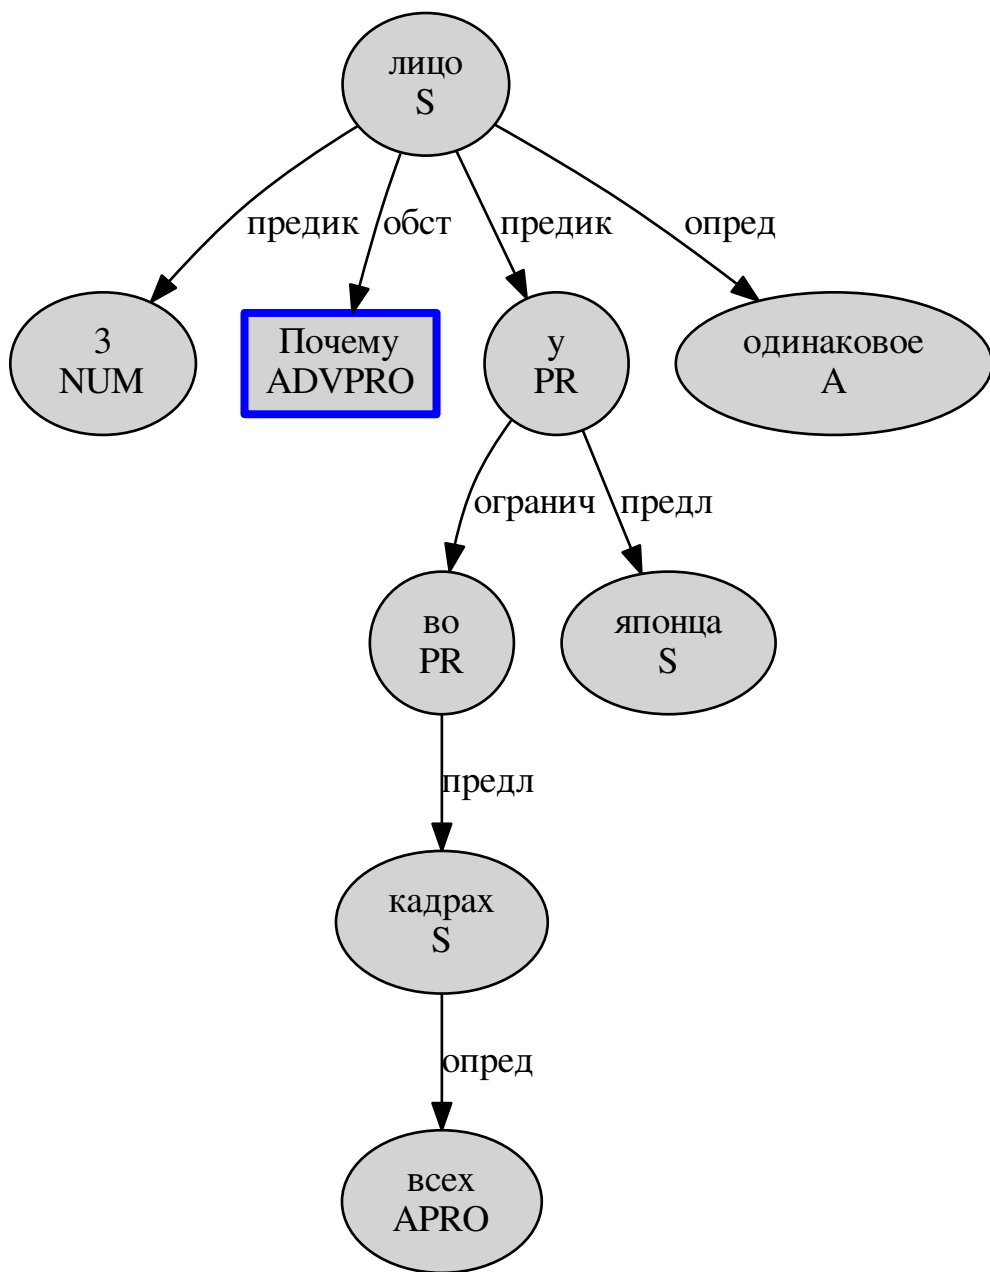 лицо
S
предик
обст
предик
опред
3
NUM
Почему
ADVPRO
у
PR
одинаковое
A
огранич
предл
во
PR
японца
S
предл
кадрах
S
опред
всех
APRO